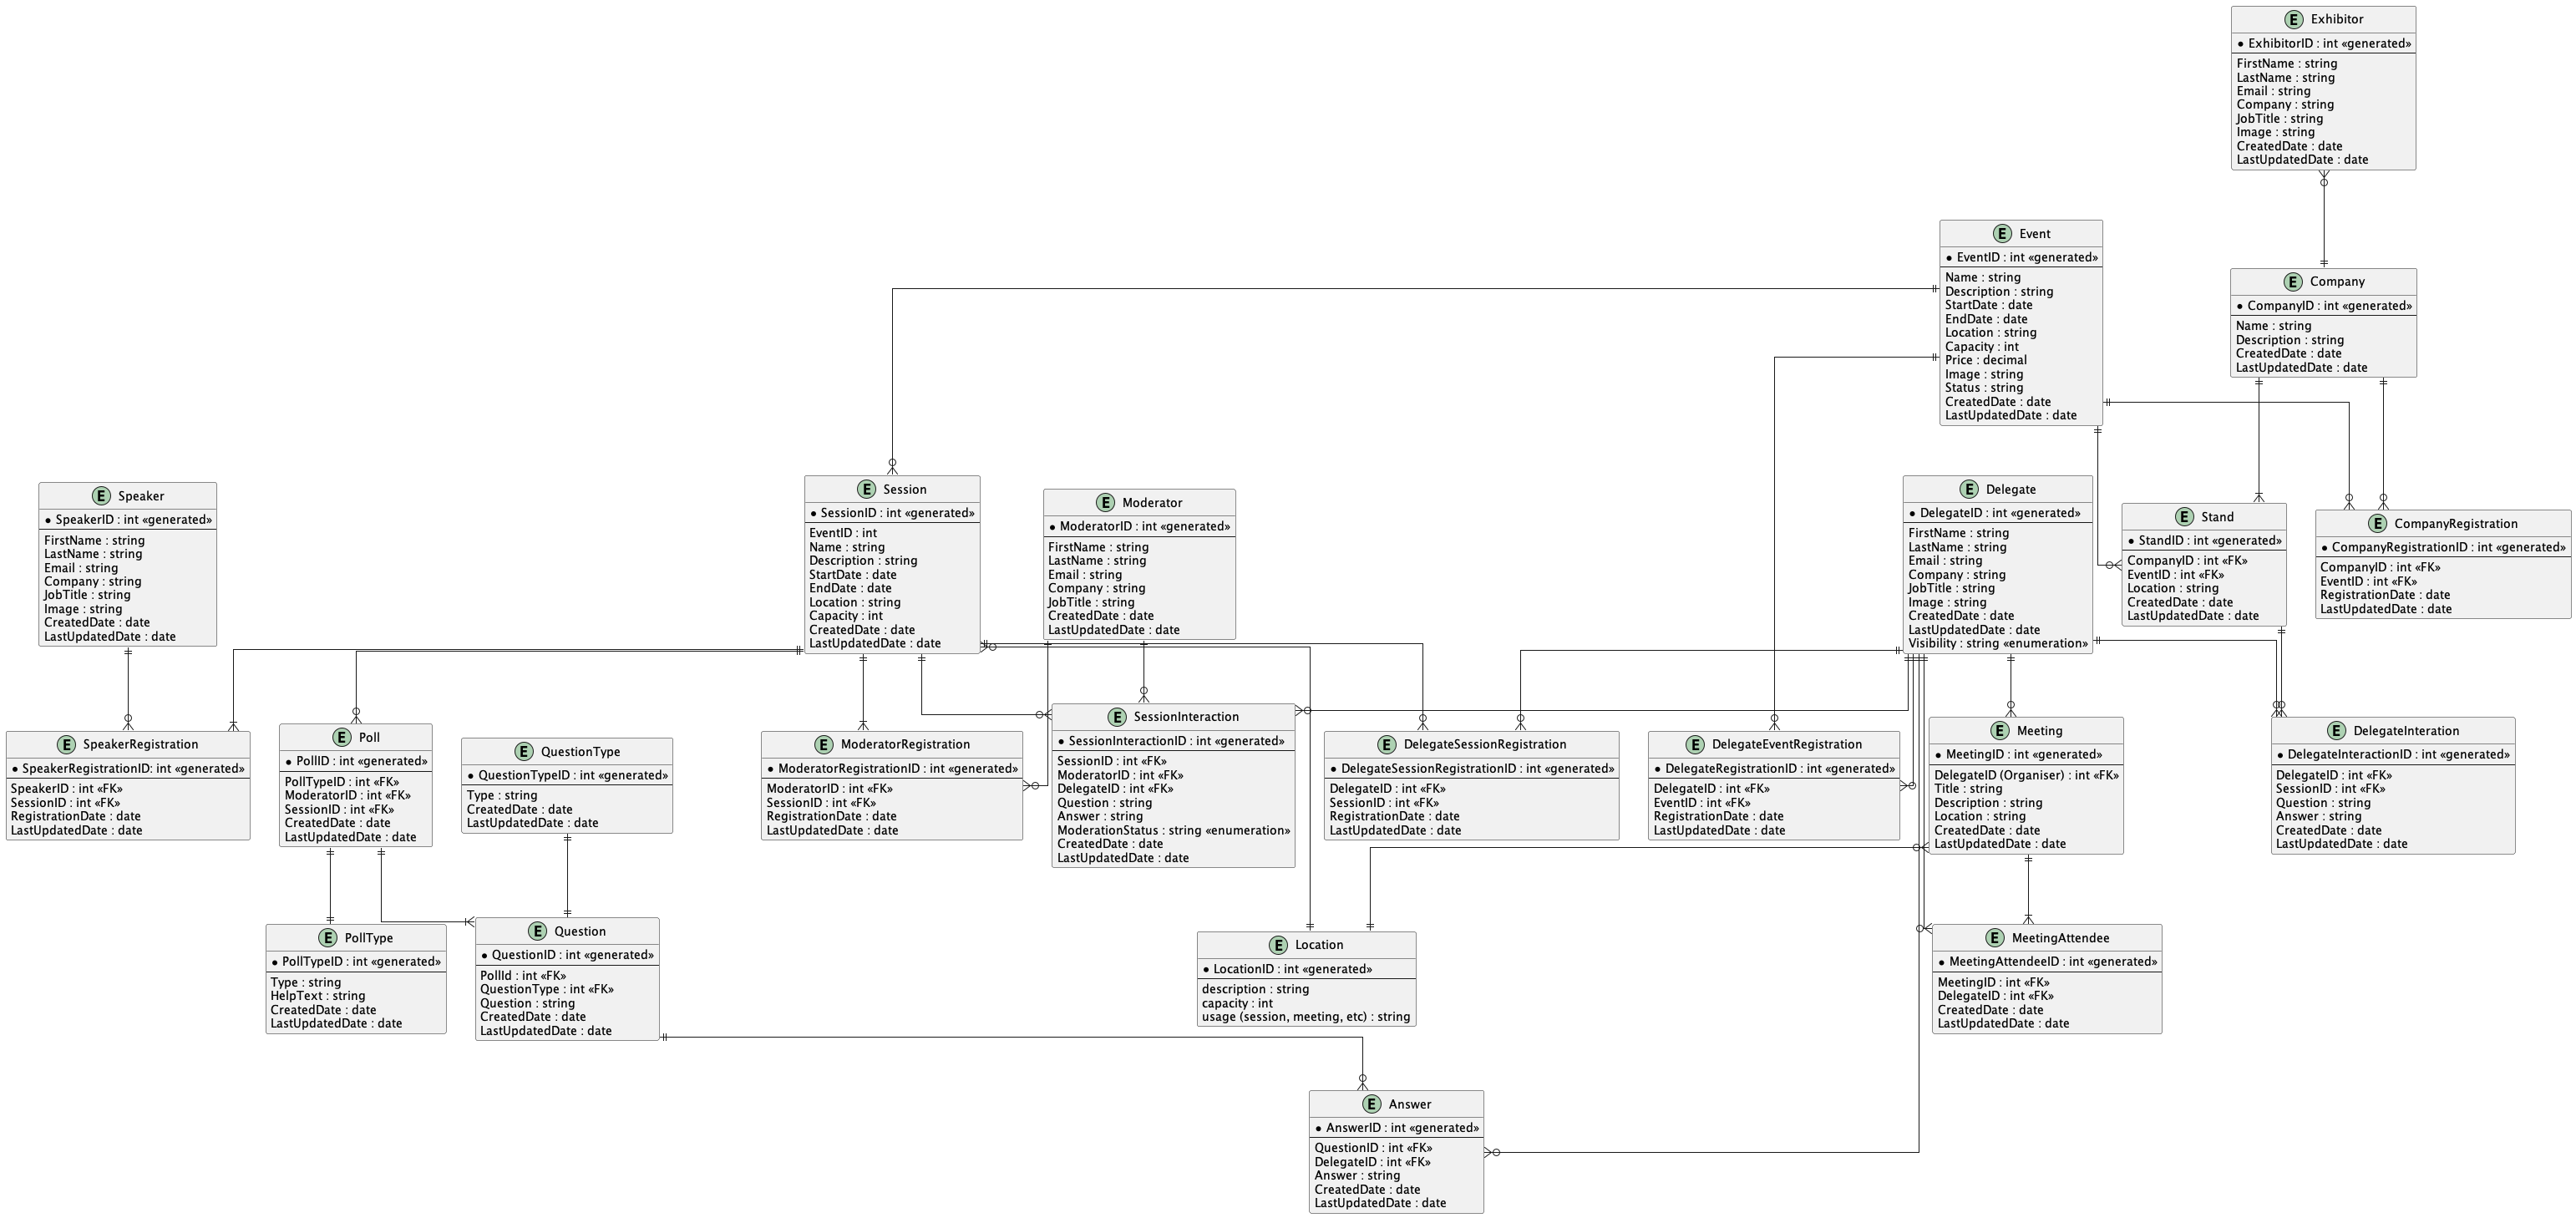 E Exhibitor
* ExhibitorID : int «generated»
FirstName : string
LastName : string
Email : string
Company : string
JobTitle : string
Image : string
CreatedDate : date
LastUpdatedDate : date
E Event
* EventID : int «generated»
Name : string
Description : string
StartDate : date
EndDate : date
Location : string
Capacity : int
Price : decimal
Image : string
Status : string
CreatedDate : date
LastUpdatedDate : date
E Company
* CompanyID : int «generated»
Name : string
Description : string
CreatedDate : date
LastUpdatedDate : date
E Speaker
* SpeakerID : int «generated»
FirstName : string
LastName : string
Email : string
Company : string
JobTitle : string
Image : string
CreatedDate : date
LastUpdatedDate : date
E Session
* SessionID : int «generated»
EventID : int
Name : string
Description : string
StartDate : date
EndDate : date
Location : string
Capacity : int
CreatedDate : date
LastUpdatedDate : date
E Moderator
* ModeratorID : int «generated»
FirstName : string
LastName : string
Email : string
Company : string
JobTitle : string
CreatedDate : date
LastUpdatedDate : date
E Delegate
* DelegateID : int «generated»
FirstName : string
LastName : string
Email : string
Company : string
JobTitle : string
Image : string
CreatedDate : date
LastUpdatedDate : date
Visibility : string «enumeration»
E Stand
* StandID : int «generated»
CompanyID : int «FK»
EventID : int «FK»
Location : string
CreatedDate : date
LastUpdatedDate : date
E CompanyRegistration
* CompanyRegistrationID : int «generated»
CompanyID : int «FK»
EventID : int «FK»
RegistrationDate : date
LastUpdatedDate : date
E SpeakerRegistration
* SpeakerRegistrationID: int «generated»
SpeakerID : int «FK»
SessionID : int «FK»
RegistrationDate : date
LastUpdatedDate : date
E Poll
* PollID : int «generated»
PollTypeID : int «FK»
ModeratorID : int «FK»
SessionID : int «FK»
CreatedDate : date
LastUpdatedDate : date
E QuestionType
* QuestionTypeID : int «generated»
Type : string
CreatedDate : date
LastUpdatedDate : date
E ModeratorRegistration
* ModeratorRegistrationID : int «generated»
ModeratorID : int «FK»
SessionID : int «FK»
RegistrationDate : date
LastUpdatedDate : date
E SessionInteraction
* SessionInteractionID : int «generated»
SessionID : int «FK»
ModeratorID : int «FK»
DelegateID : int «FK»
Question : string
Answer : string
ModerationStatus : string «enumeration»
CreatedDate : date
LastUpdatedDate : date
E DelegateSessionRegistration
* DelegateSessionRegistrationID : int «generated»
DelegateID : int «FK»
SessionID : int «FK»
RegistrationDate : date
LastUpdatedDate : date
E DelegateEventRegistration
* DelegateRegistrationID : int «generated»
DelegateID : int «FK»
EventID : int «FK»
RegistrationDate : date
LastUpdatedDate : date
E Meeting
* MeetingID : int «generated»
DelegateID (Organiser) : int «FK»
Title : string
Description : string
Location : string
CreatedDate : date
LastUpdatedDate : date
E DelegateInteration
* DelegateInteractionID : int «generated»
DelegateID : int «FK»
SessionID : int «FK»
Question : string
Answer : string
CreatedDate : date
LastUpdatedDate : date
E PollType
* PollTypeID : int «generated»
Type : string
HelpText : string
CreatedDate : date
LastUpdatedDate : date
E Question
* QuestionID : int «generated»
PollId : int «FK»
QuestionType : int «FK»
Question : string
CreatedDate : date
LastUpdatedDate : date
E Location
* LocationID : int «generated»
description : string
capacity : int
usage (session, meeting, etc) : string
E MeetingAttendee
* MeetingAttendeeID : int «generated»
MeetingID : int «FK»
DelegateID : int «FK»
CreatedDate : date
LastUpdatedDate : date
E Answer
* AnswerID : int «generated»
QuestionID : int «FK»
DelegateID : int «FK»
Answer : string
CreatedDate : date
LastUpdatedDate : date